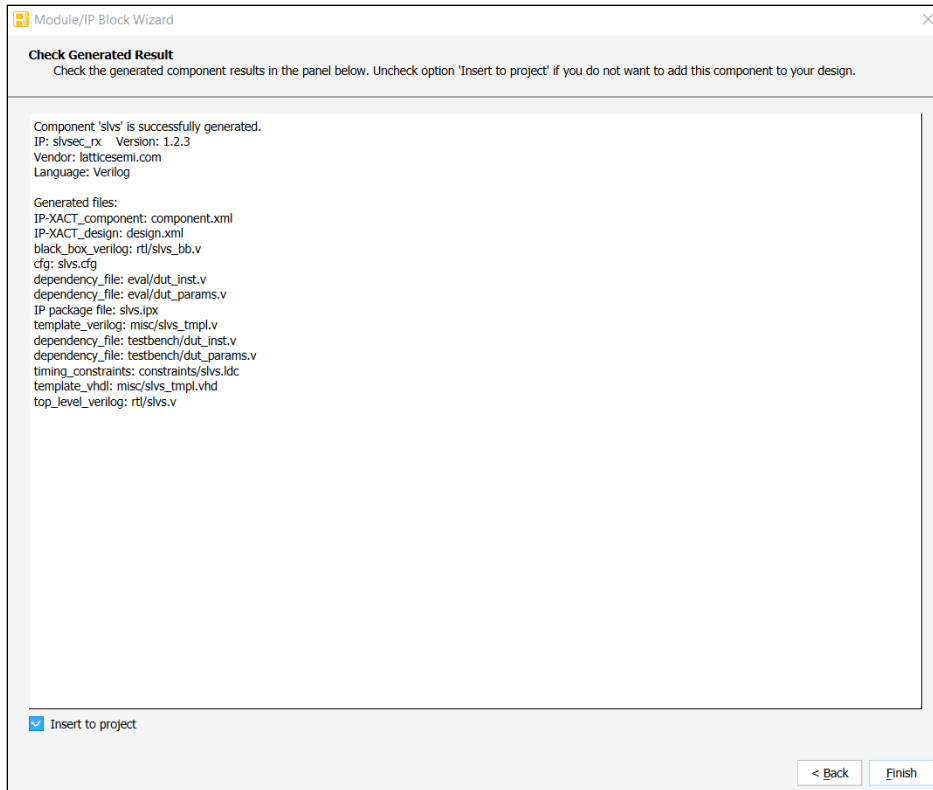 Module/IP Block Wizard
Check Generated Result
Check the generated component results in the panel below. Uncheck option 'Insert to project' if you do not want to add this component to your design.
Component 'slvs' is successfully generated.
IP: slvsec_rx Version: 1.2.3
Vendor: latticesemi.com
Language: Verilog
Generated files:
IP-XACT_component: component.xml
IP-XACT_design: design.xml
black_box_verilog: rtl/slvs_bb.v
cfg: slvs.cfg
dependency_file: eval/dut_inst.v
dependency_file: eval/dut_params.v
IP package file: slvs.ipx
template_verilog: misc/slvs_tmpl.v
dependency_file: testbench/dut_inst.v
dependency_file: testbench/dut_params.v
timing_constraints: constraints/slvs.ldc
template_vhdl: misc/slvs_tmpl.vhd
top_level_verilog: rtl/slvs.v
Insert to project
< Back Finish